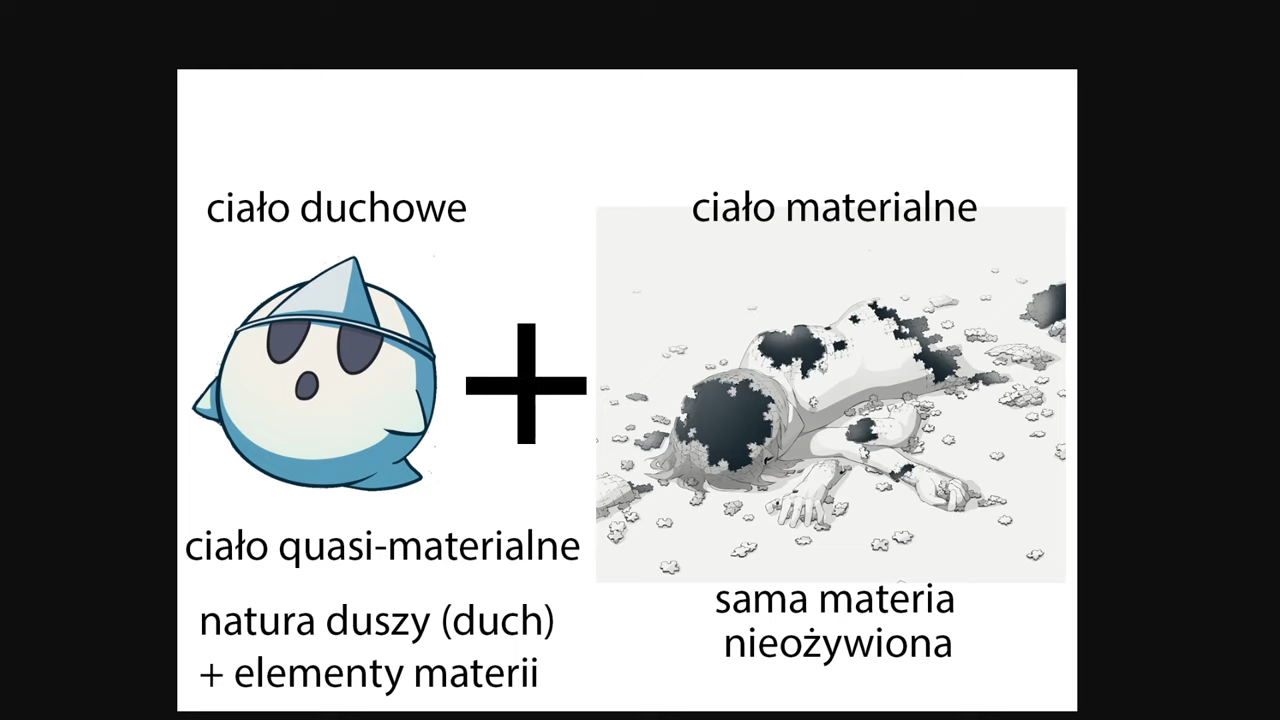 ciało duchowe
ciało materialne
ciało quasi-materialne
natura duszy (duch)
+ elementy materii
sama materia
nieożywiona